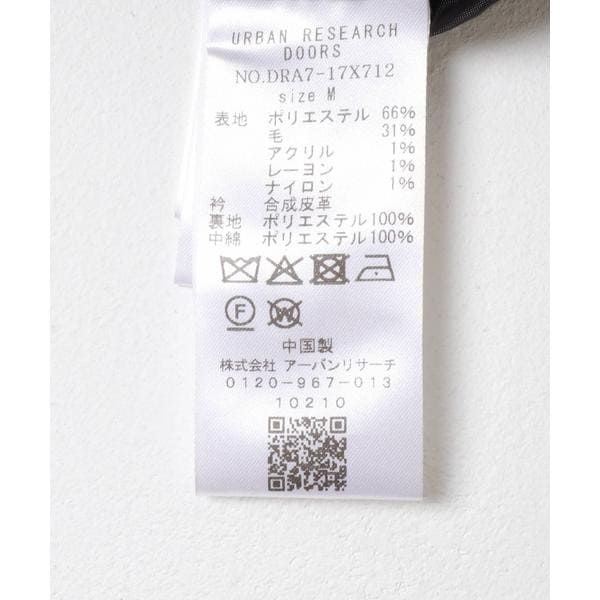 URBAN RESEARCH
DOORS
NO.DRA7-17X712
size M
表地 ポリエステル 66%
毛 31%
アクリル 1%
レーヨン 1%
ナイロン 1%
衿 合成皮革
裏地 ポリエステル100%
中綿 ポリエステル100%
F W
中国製
株式会社 アーバンリサーチ
0120-967-013
10210